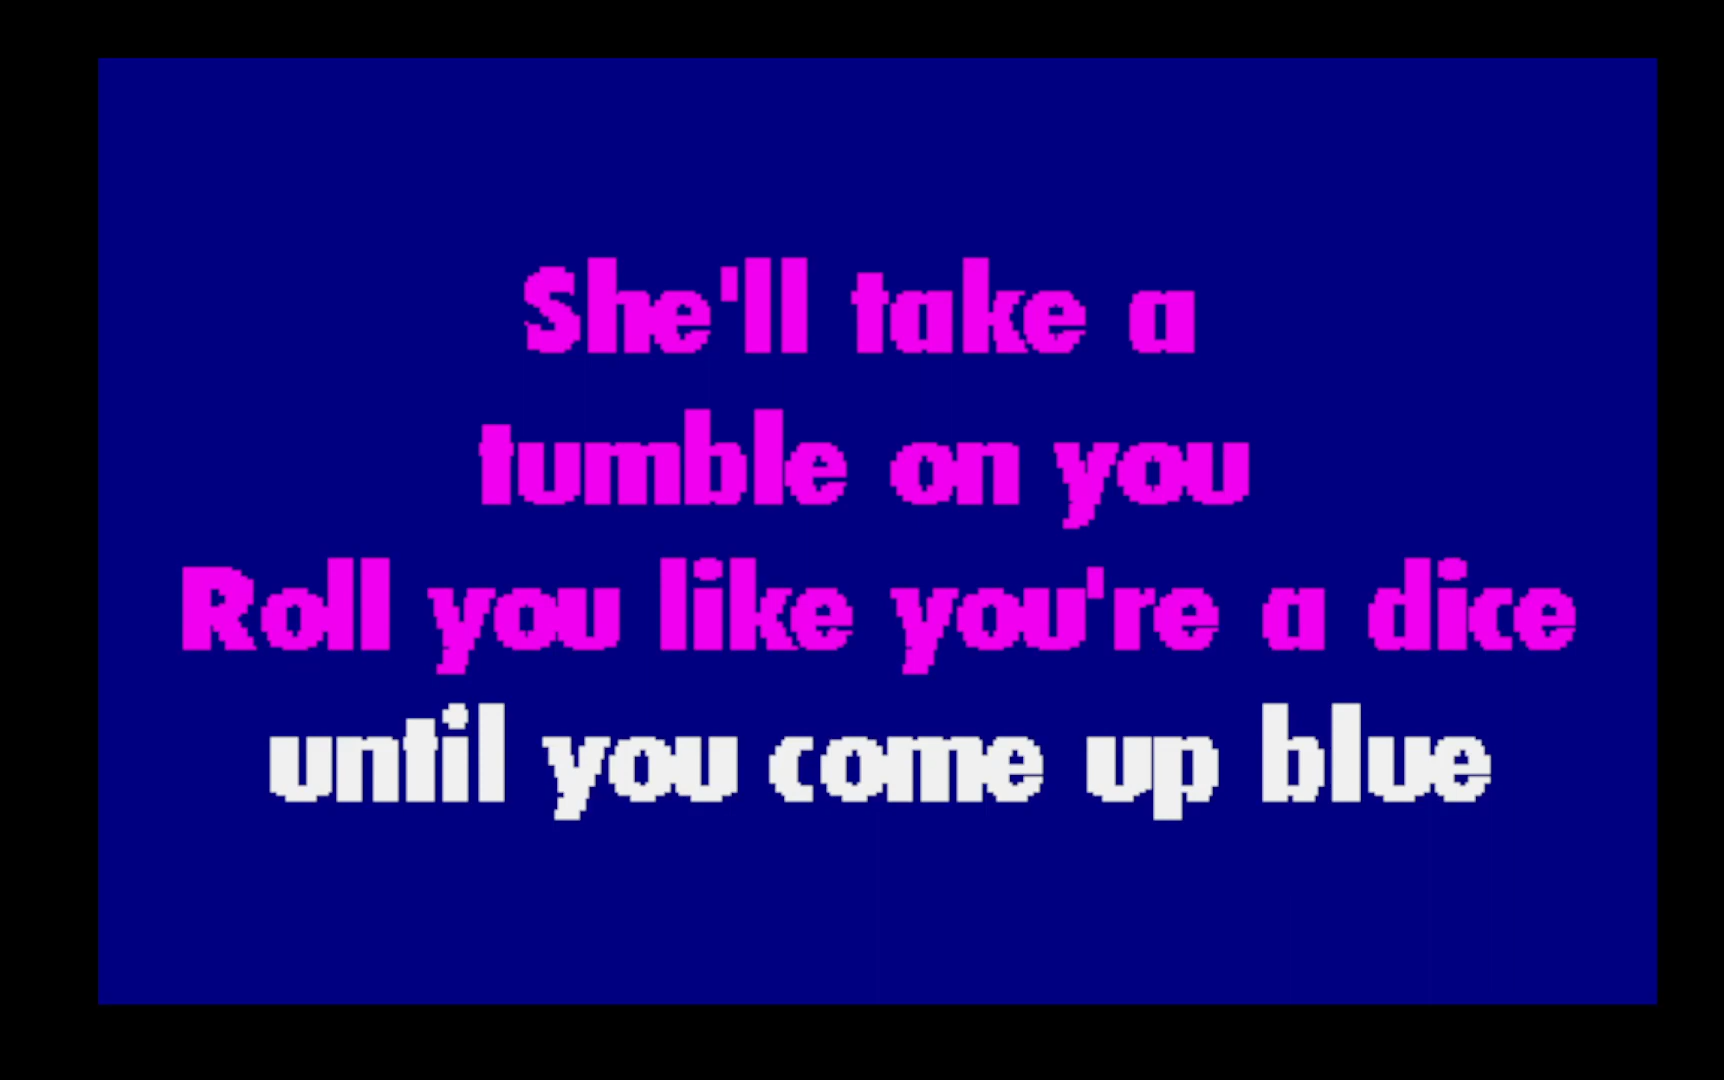 She'll take a
tumble on you
Roll you like you're a dice
until you come up blue